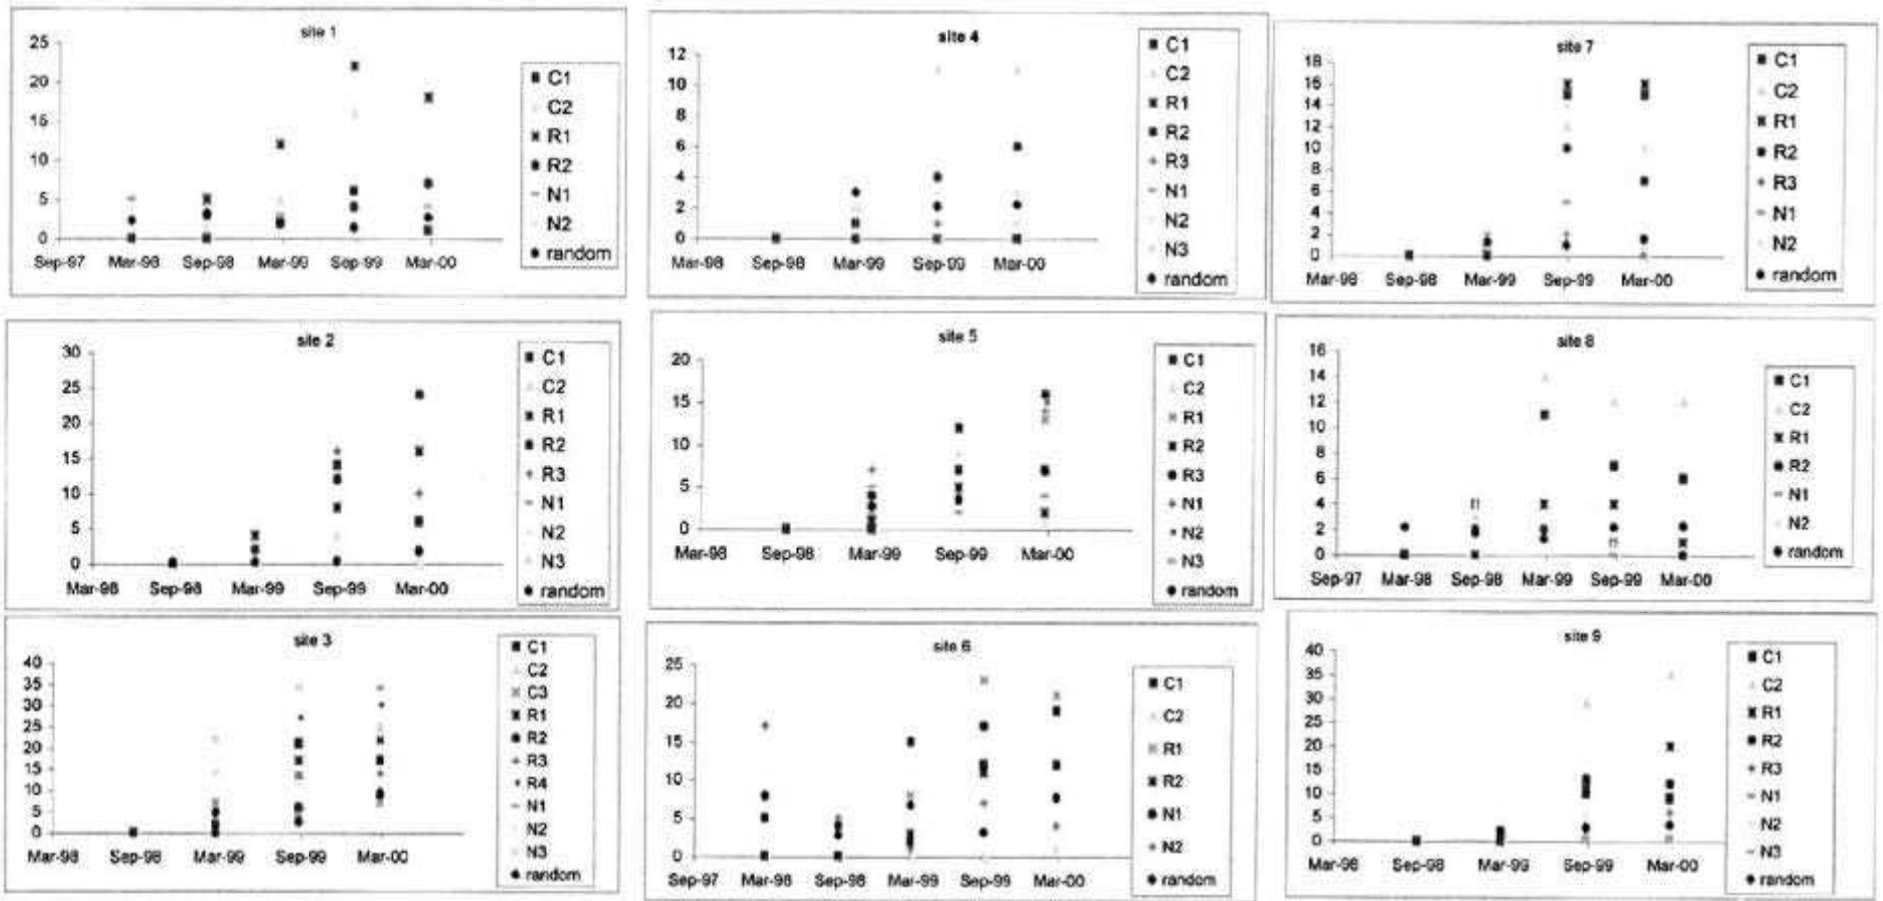 site 1
25
20
15
10
5
0
Sep-97 Mar-98 Sep-98 Mar-99 Sep-99 Mar-00
C1
C2
R1
R2
N1
N2
random
site 4
12
10
8
6
4
2
0
Mar-98 Sep-98 Mar-99 Sep-99 Mar-00
C1
C2
R1
R2
R3
N1
N2
N3
random
site 7
18
16
14
12
10
8
6
4
2
0
Mar-98 Sep-98 Mar-99 Sep-99 Mar-00
C1
C2
R1
R2
R3
N1
N2
random
site 2
30
25
20
15
10
5
0
Mar-98 Sep-98 Mar-99 Sep-99 Mar-00
C1
C2
R1
R2
R3
N1
N2
N3
random
site 5
20
15
10
5
0
Mar-98 Sep-98 Mar-99 Sep-99 Mar-00
C1
C2
R1
R2
R3
N1
N2
N3
random
site 8
16
14
12
10
8
6
4
2
0
Sep-97 Mar-98 Sep-98 Mar-99 Sep-99 Mar-00
C1
C2
R1
R2
N1
N2
random
site 3
40
35
30
25
20
15
10
5
0
Mar-98 Sep-98 Mar-99 Sep-99 Mar-00
C1
C2
C3
R1
R2
R3
R4
N1
N2
N3
random
site 6
25
20
15
10
5
0
Sep-97 Mar-98 Sep-98 Mar-99 Sep-99 Mar-00
C1
C2
R1
R2
N1
N2
random
site 9
40
35
30
25
20
15
10
5
0
Mar-98 Sep-98 Mar-99 Sep-99 Mar-00
C1
C2
R1
R2
R3
N1
N2
N3
random